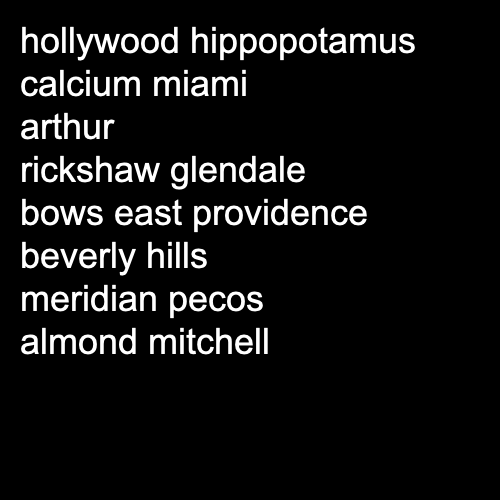 hollywood hippopotamus
calcium miami
arthur
rickshaw glendale
bows east providence
beverly hills
meridian pecos
almond mitchell